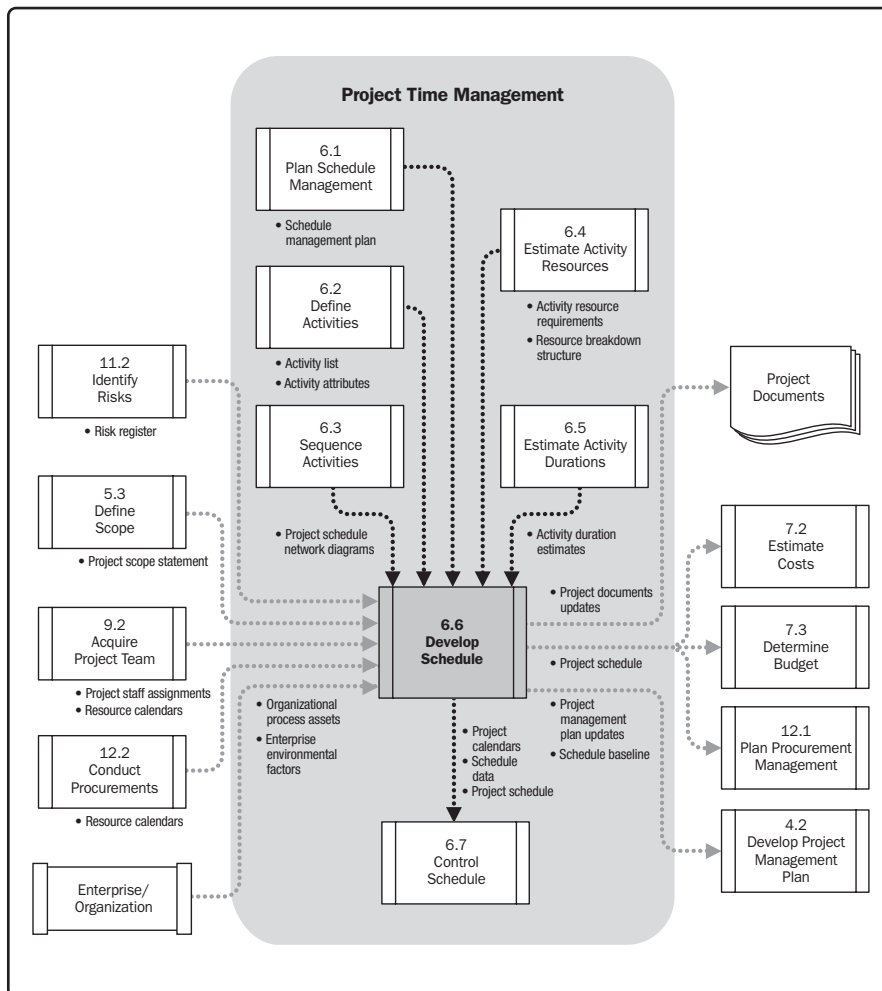 Project Time Management
6.1
Plan Schedule
Management
• Schedule
management plan
6.2
Define
Activities
• Activity list
• Activity attributes
6.3
Sequence
Activities
• Project schedule
network diagrams
6.4
Estimate Activity
Resources
• Activity resource
requirements
• Resource breakdown
structure
6.5
Estimate Activity
Durations
• Activity duration
estimates
11.2
Identify
Risks
• Risk register
5.3
Define
Scope
• Project scope statement
9.2
Acquire
Project Team
• Project staff assignments
• Resource calendars
12.2
Conduct
Procurements
• Resource calendars
Enterprise/
Organization
• Organizational
process assets
• Enterprise
environmental
factors
6.6
Develop
Schedule
• Project
calendars
• Schedule
data
• Project schedule
6.7
Control
Schedule
• Project documents
updates
• Project schedule
• Project
management
plan updates
• Schedule baseline
Project
Documents
7.2
Estimate
Costs
7.3
Determine
Budget
12.1
Plan Procurement
Management
4.2
Develop Project
Management
Plan